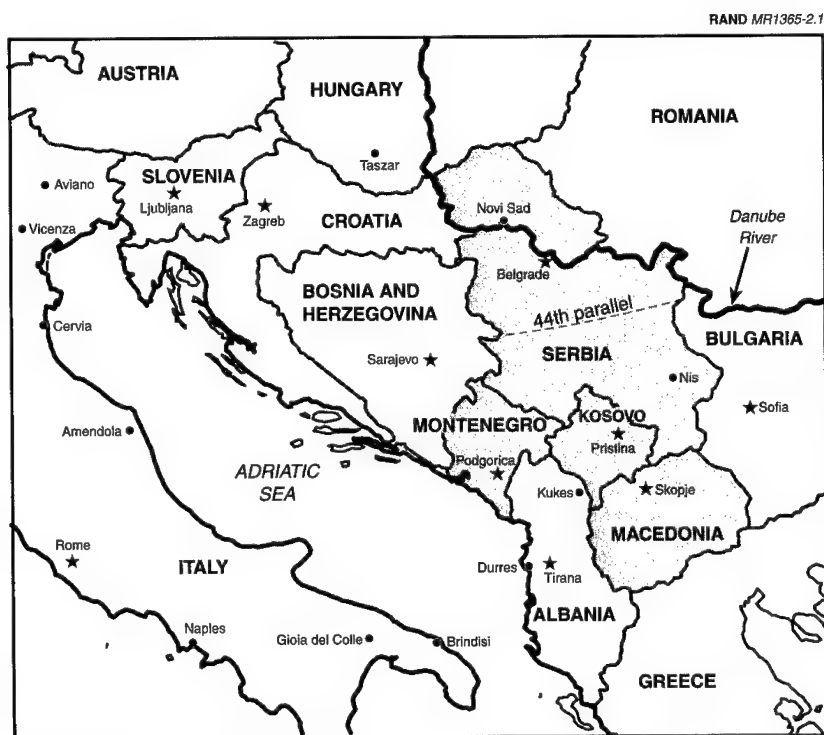 RAND MR1365-2.1
AUSTRIA
HUNGARY
ROMANIA
Taszar
Aviano
SLOVENIA
Ljubljana
Zagreb
Novi Sad
Vicenza
CROATIA
Danube
River
Belgrade
BOSNIA AND
HERZEGOVINA
44th parallel
Cervia
BULGARIA
SERBIA
Sarajevo
Nis
Sofia
Amendola
MONTENEGRO
KOSOVO
Pristina
Podgorica
ADRIATIC
SEA
Kukes
Skopje
MACEDONIA
Rome
ITALY
Durres
Tirana
ALBANIA
Naples
Gioia del Colle
Brindisi
GREECE